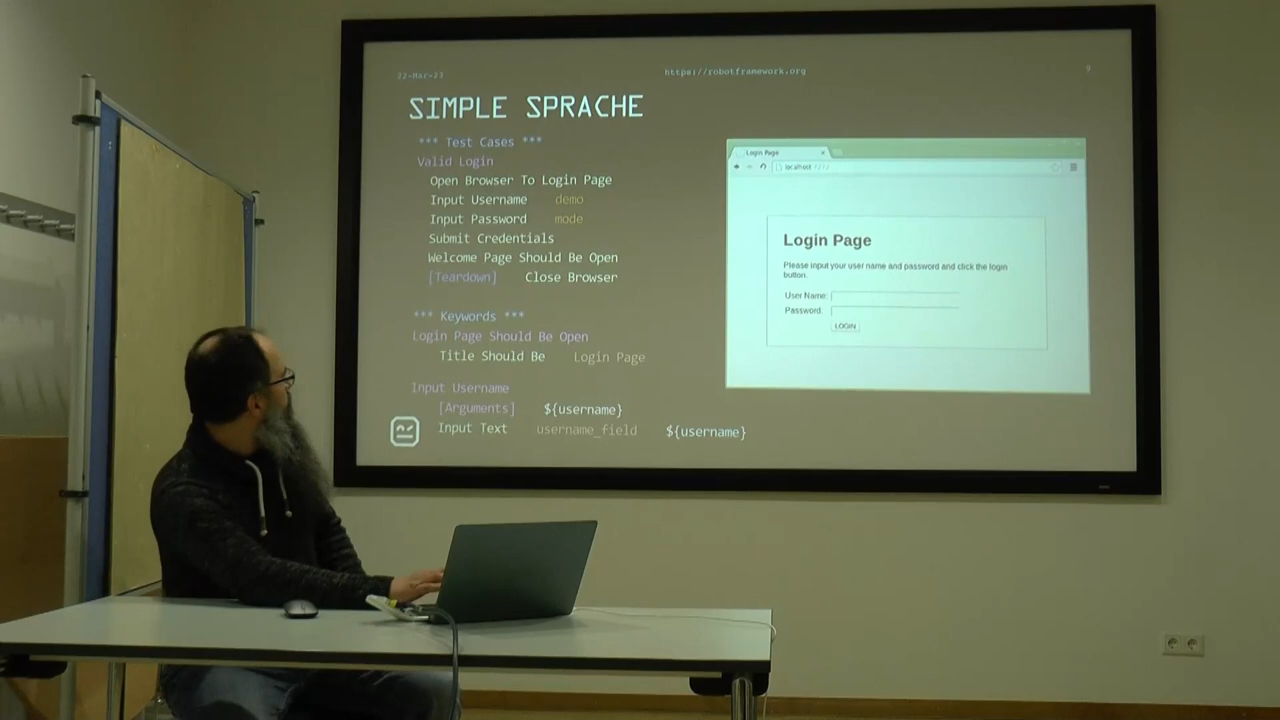 22-Mar-23
https://robotframework.org
9
SIMPLE SPRACHE
*** Test Cases ***
Valid Login
Open Browser To Login Page
Input Username demo
Input Password mode
Submit Credentials
Welcome Page Should Be Open
[Teardown] Close Browser
*** Keywords ***
Login Page Should Be Open
Title Should Be Login Page
Input Username
[Arguments] ${username}
Input Text username_field ${username}
Login Page
localhost:7272
Login Page
Please input your user name and password and click the login
button.
User Name:
Password:
LOGIN